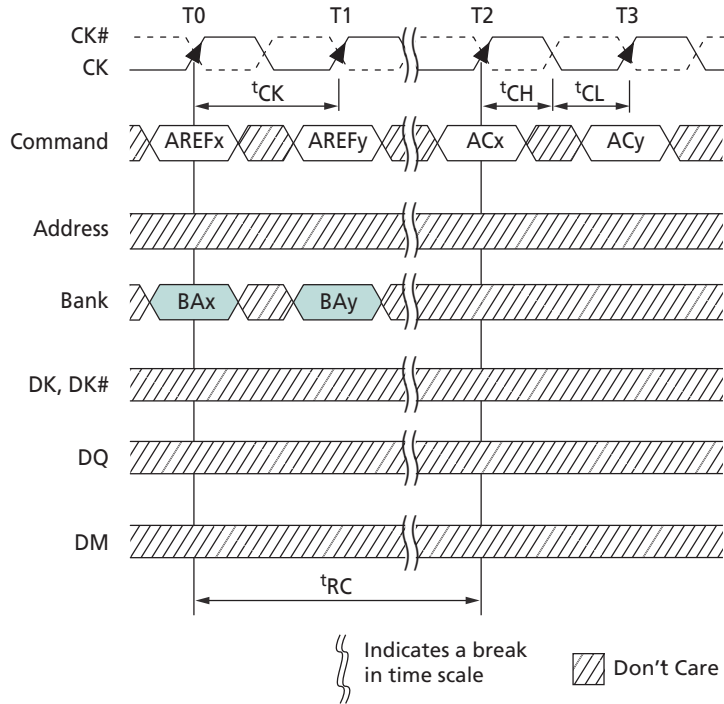 T0 T1 T2 T3
CK#
CK
tCK tCH tCL
Command AREFx AREFy ACx ACy
Address
Bank BAx BAy
DK, DK#
DQ
DM
tRC
Indicates a break
in time scale
Don't Care